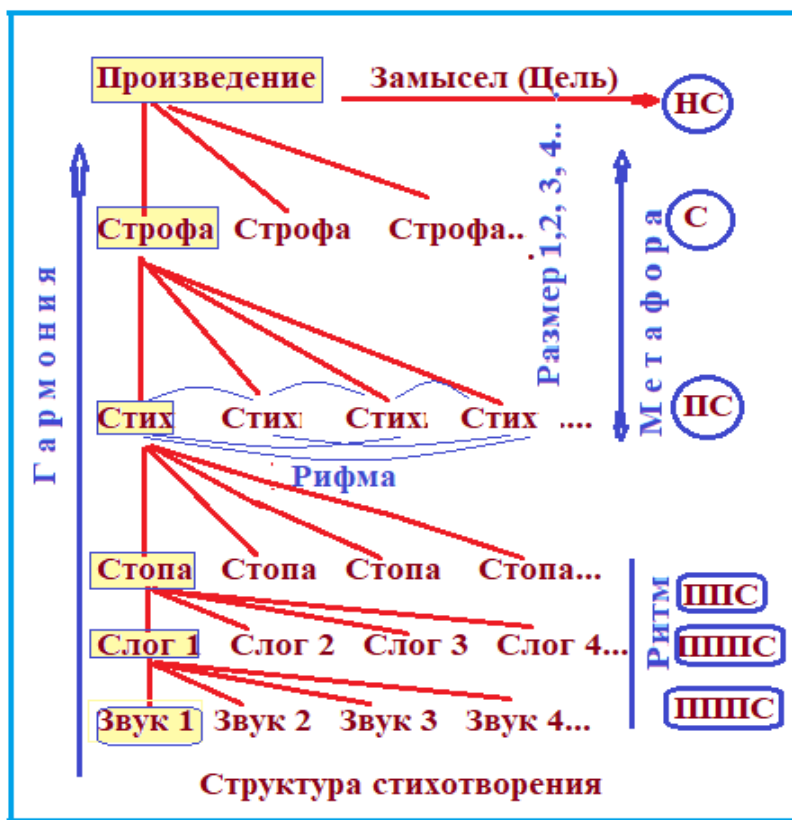 Произведение Замысел (Цель) НС
Размер 1,2, 3, 4..
Гармония
Метафора
Строфа Строфа Строфа.. С
Стих Стих Стих Стих .... ПС
Рифма
Стопа Стопа Стопа Стопа... ППС
Ритм
Слог 1 Слог 2 Слог 3 Слог 4... ПППС
Звук 1 Звук 2 Звук 3 Звук 4... ПППС
Структура стихотворения